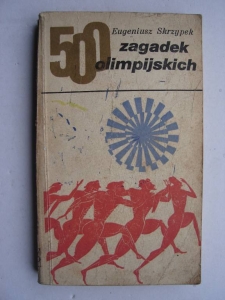 500 Eugeniusz Skrzypek
zagadek
olimpijskich